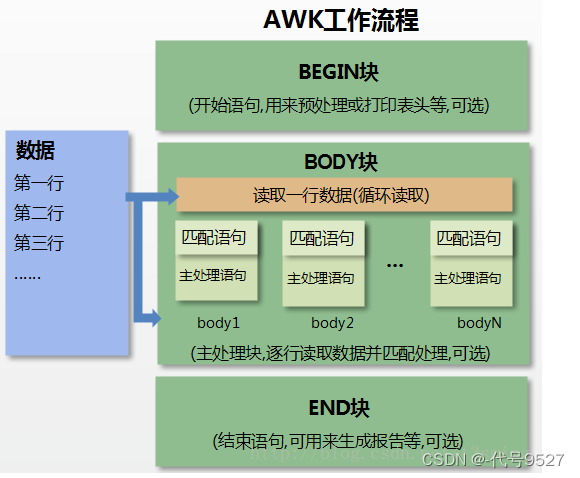 AWK工作流程
BEGIN块
(开始语句,用来预处理或打印表头等,可选)
数据
第一行
第二行
第三行
......
BODY块
读取一行数据(循环读取)
匹配语句
主处理语句
匹配语句
主处理语句
...
匹配语句
主处理语句
body1
body2
bodyN
(主处理块,逐行读取数据并匹配处理,可选)
END块
(结束语句,可用来生成报告等,可选)
CSDN @-代号9527